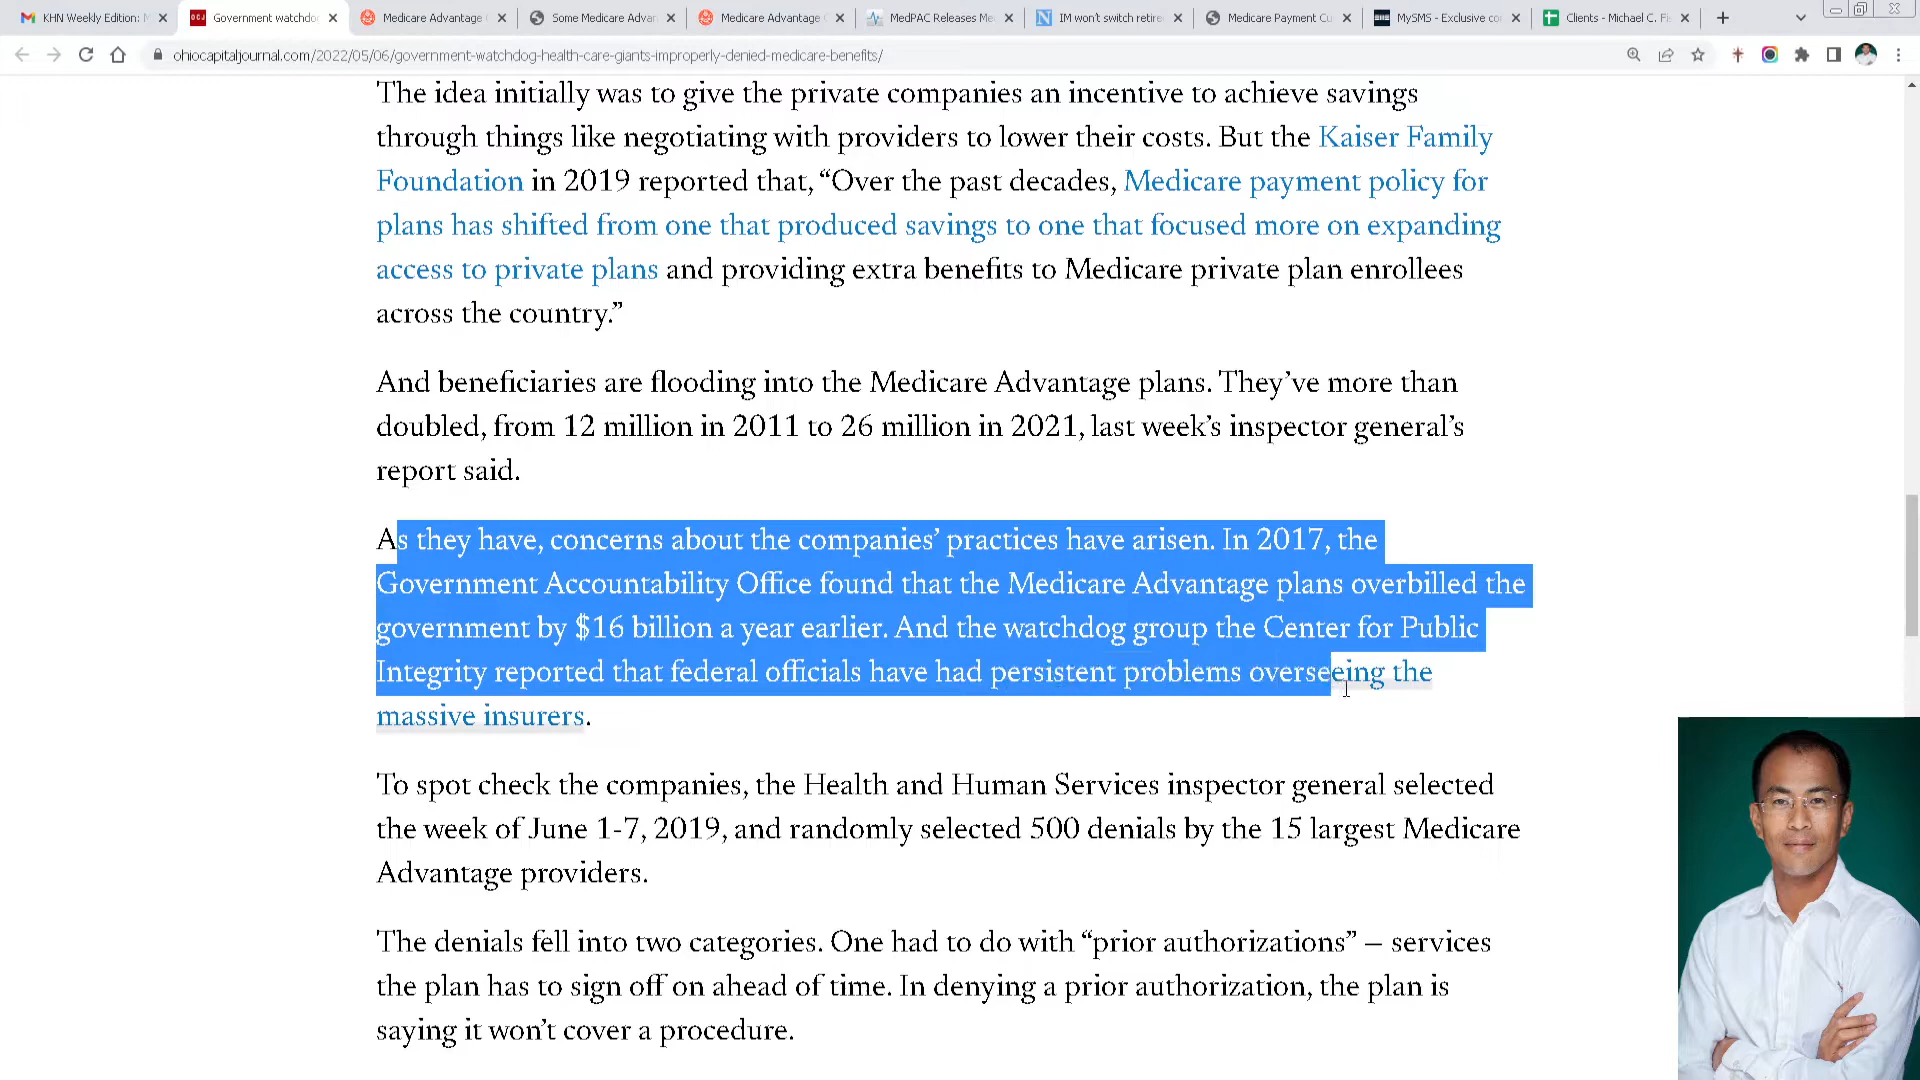 KHN Weekly Edition: M
Government watchdo
Medicare Advantage
Some Medicare Advan
Medicare Advantage
MedPAC Releases Me
IM won't switch retire
Medicare Payment Cu
MySMS - Exclusive co
Clients - Michael C. Fi
ohiocapitaljournal.com/2022/05/06/government-watchdog-health-care-giants-improperly-denied-medicare-benefits/
The idea initially was to give the private companies an incentive to achieve savings
through things like negotiating with providers to lower their costs. But the Kaiser Family
Foundation in 2019 reported that, “Over the past decades, Medicare payment policy for
plans has shifted from one that produced savings to one that focused more on expanding
access to private plans and providing extra benefits to Medicare private plan enrollees
across the country.”
And beneficiaries are flooding into the Medicare Advantage plans. They’ve more than
doubled, from 12 million in 2011 to 26 million in 2021, last week’s inspector general’s
report said.
As they have, concerns about the companies’ practices have arisen. In 2017, the
Government Accountability Office found that the Medicare Advantage plans overbilled the
government by $16 billion a year earlier. And the watchdog group the Center for Public
Integrity reported that federal officials have had persistent problems overseeing the
massive insurers.
To spot check the companies, the Health and Human Services inspector general selected
the week of June 1-7, 2019, and randomly selected 500 denials by the 15 largest Medicare
Advantage providers.
The denials fell into two categories. One had to do with “prior authorizations” – services
the plan has to sign off on ahead of time. In denying a prior authorization, the plan is
saying it won’t cover a procedure.